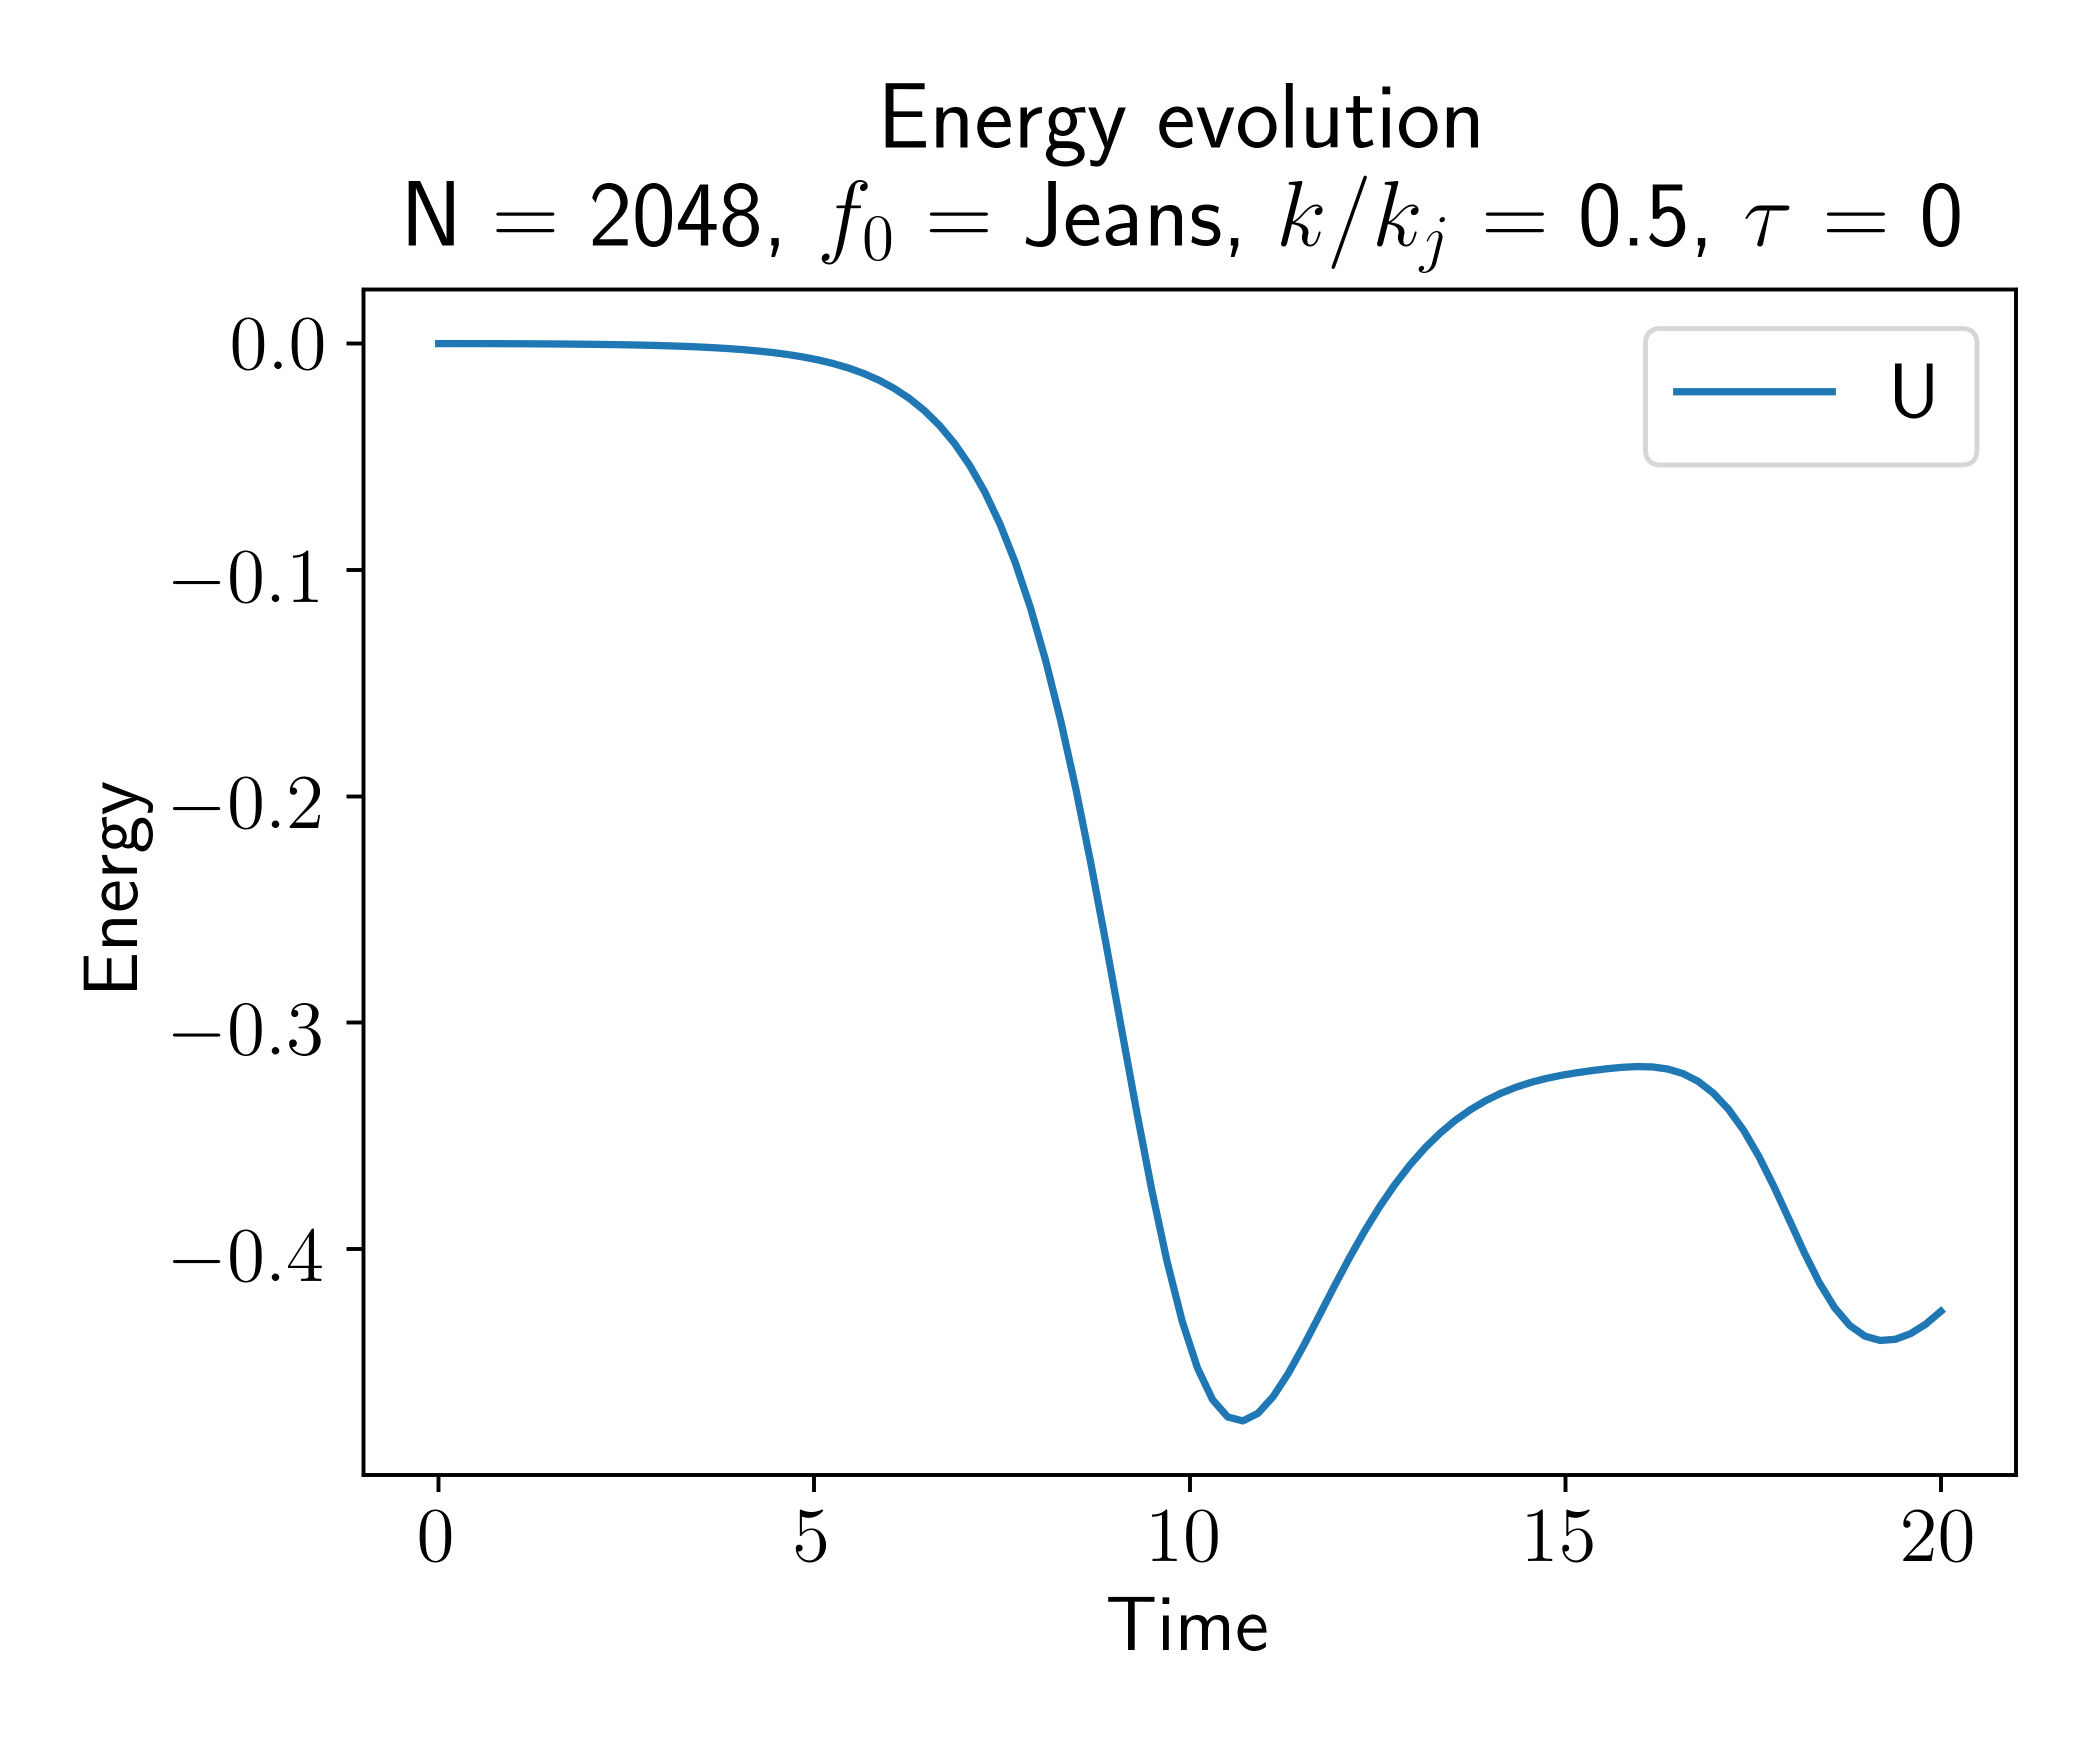 Energy evolution
N = 2048, f₀ = Jeans, k/kⱼ = 0.5, τ = 0
U
Energy
0.0
−0.1
−0.2
−0.3
−0.4
0 5 10 15 20
Time